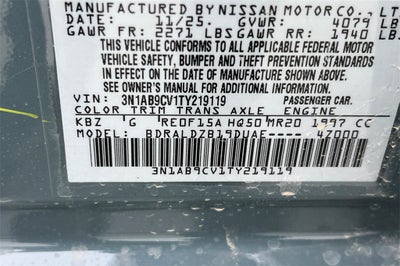 MANUFACTURED BY NISSAN MOTOR CO., LT
DATE: 11/25. GVWR: 4079 LB
GAWR FR: 2271 LBS GAWR RR: 1940 LB
THIS VEHICLE CONFORMS TO ALL APPLICABLE FEDERAL MOTOR
VEHICLE SAFETY, BUMPER AND THEFT PREVENTION STANDARDS
IN EFFECT ON THE DATE OF MANUFACTURE SHOWN ABOVE.
SEE OWNER'S MANUAL FOR ADDITIONAL INFORMATION.
VIN: 3N1AB9CV1TY219119 PASSENGER CAR.
COLOR TRIM TRANS AXLE ENGINE
KBZ G RE0F15A HG50 MR20 1997 CC
MODEL: BDRALDZB19DUAE---- 47000
3N1AB9CV1TY219119